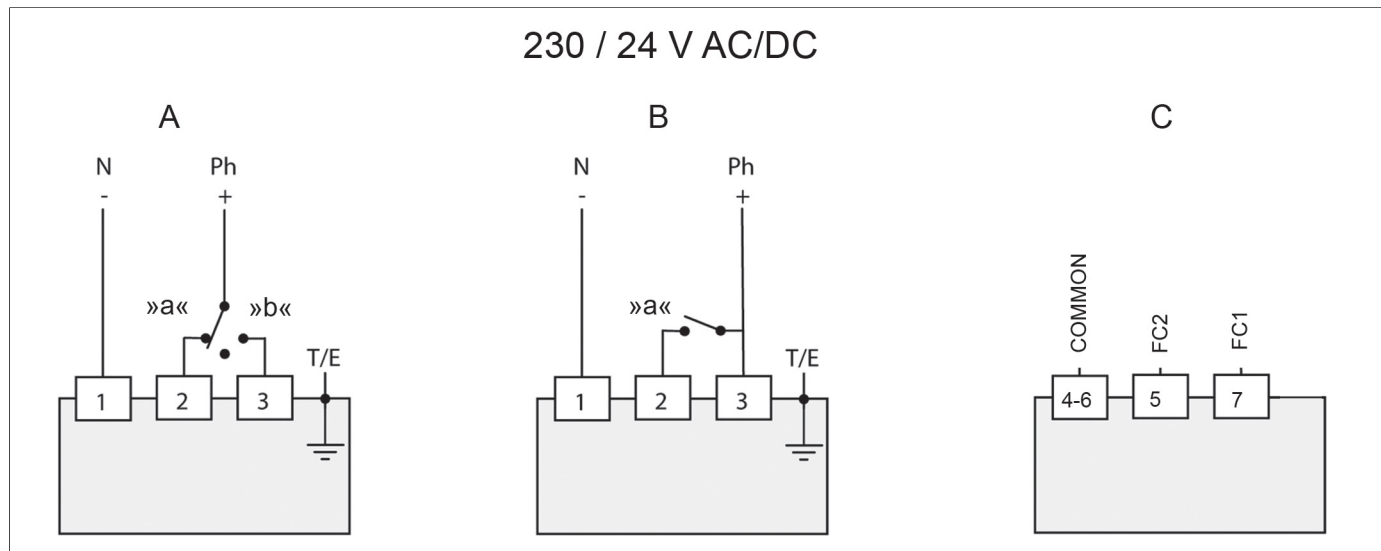 230 / 24 V AC/DC
A
B
C
N
Ph
N
Ph
-
+
-
+
»a«
»b«
»a«
COMMON
FC2
FC1
T/E
T/E
1
2
3
1
2
3
4-6
5
7